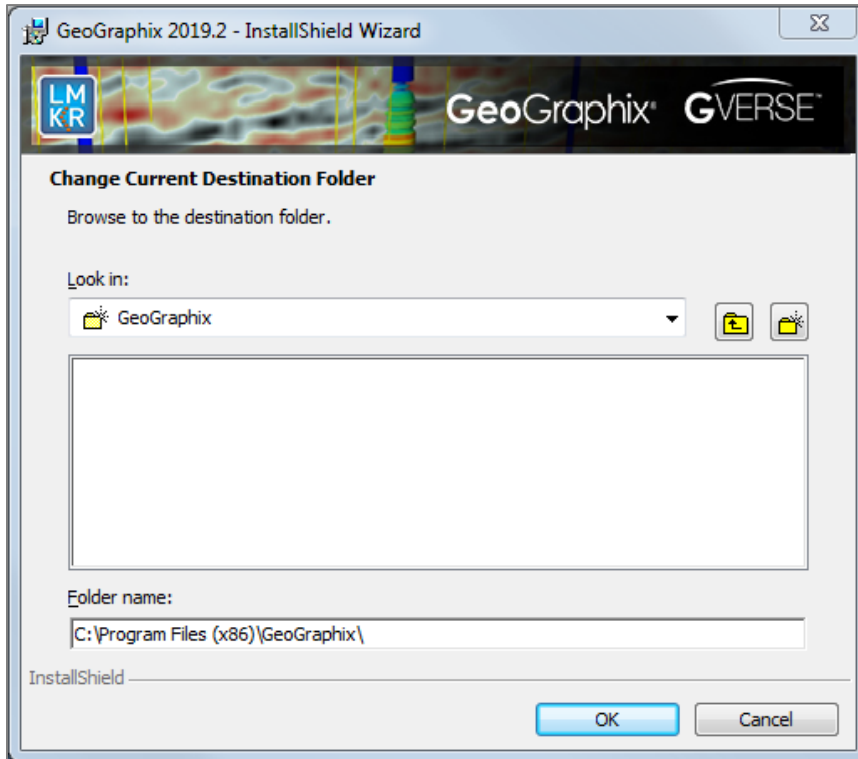 GeoGraphix 2019.2 - InstallShield Wizard
LM
KR
GeoGraphix® GVERSE™
Change Current Destination Folder
Browse to the destination folder.
Look in:
GeoGraphix
Folder name:
C:\Program Files (x86)\GeoGraphix\
InstallShield
OK Cancel